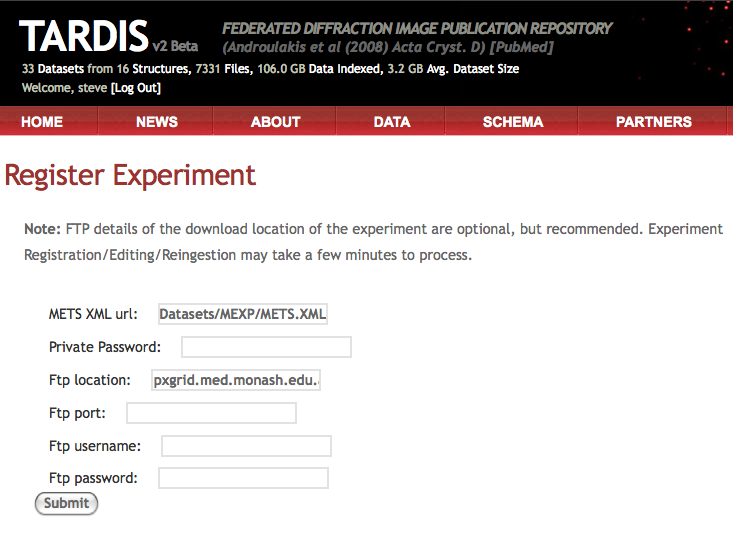 TARDIS v2 Beta
FEDERATED DIFFRACTION IMAGE PUBLICATION REPOSITORY
(Androulakis et al (2008) Acta Cryst. D) [PubMed]
33 Datasets from 16 Structures, 7331 Files, 106.0 GB Data Indexed, 3.2 GB Avg. Dataset Size
Welcome, steve [Log Out]
HOME NEWS ABOUT DATA SCHEMA PARTNERS
Register Experiment
Note: FTP details of the download location of the experiment are optional, but recommended. Experiment
Registration/Editing/Reingestion may take a few minutes to process.
METS XML url: Datasets/MEXP/METS.XML
Private Password:
Ftp location: pxgrid.med.monash.edu.
Ftp port:
Ftp username:
Ftp password:
Submit